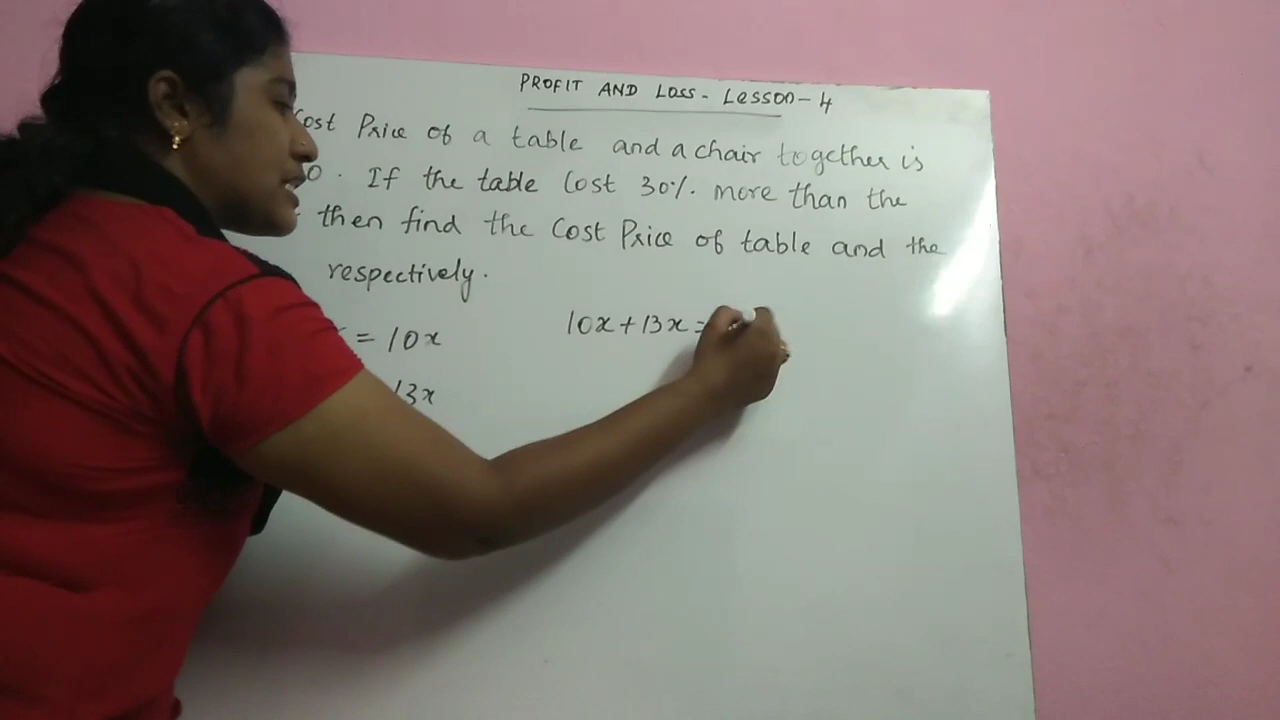 PROFIT AND LOSS - LESSON - 4
Cost Price of a table and a chair together is
0. If the table Cost 30% more than the
then find the Cost Price of table and the
respectively.
= 10x
13x
10x + 13x =